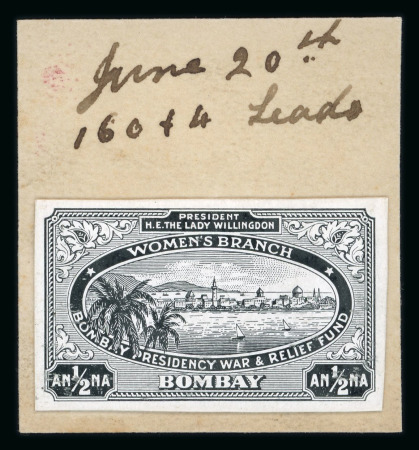 June 20th
160 + 4 Leads
PRESIDENT
H.E. THE LADY WILLINGDON
WOMEN'S BRANCH
BOMBAY PRESIDENCY WAR & RELIEF FUND
AN 1/2 NA BOMBAY AN 1/2 NA